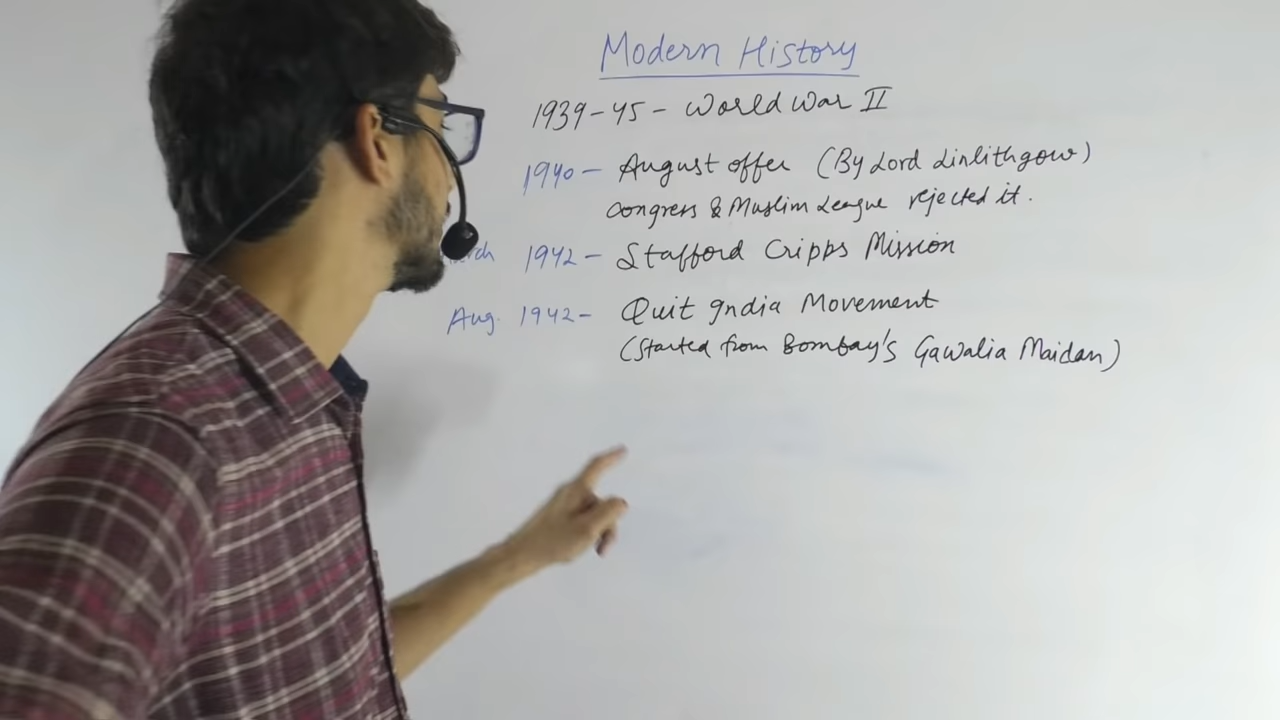 Modern History
1939-45 - World War II
1940 - August offer (By Lord Linlithgow)
Congress & Muslim League rejected it.
1942 - Stafford Cripps Mission
Aug. 1942 - Quit India Movement
(Started from Bombay's Gawalia Maidan)